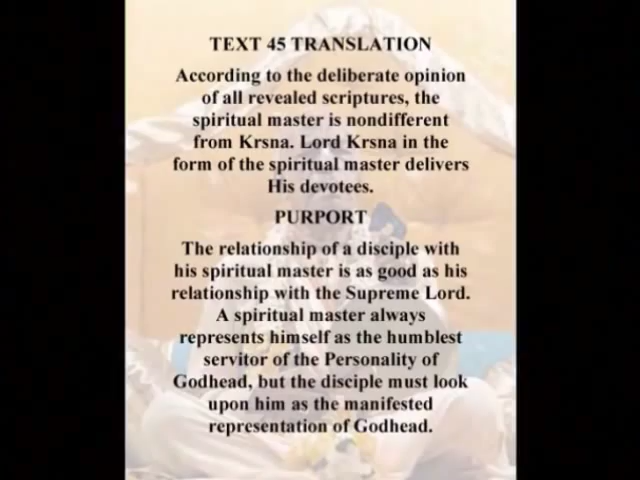 TEXT 45 TRANSLATION
According to the deliberate opinion
of all revealed scriptures, the
spiritual master is nondifferent
from Krsna. Lord Krsna in the
form of the spiritual master delivers
His devotees.
PURPORT
The relationship of a disciple with
his spiritual master is as good as his
relationship with the Supreme Lord.
A spiritual master always
represents himself as the humblest
servitor of the Personality of
Godhead, but the disciple must look
upon him as the manifested
representation of Godhead.